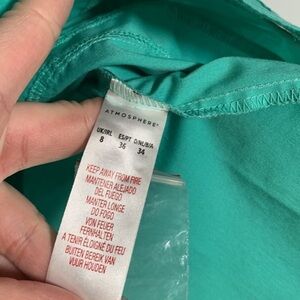 ATMOSPHERE®
UK/IRL ES/PT D/NL/B/A
8 36 34
KEEP AWAY FROM FIRE
MANTENER ALEJADO
DEL FUEGO
MANTER LONGE
DO FOGO
VON FEUER
FERNHALTEN
A TENIR ÉLOIGNÉ DU FEU
BUITEN BEREIK VAN
VUUR HOUDEN